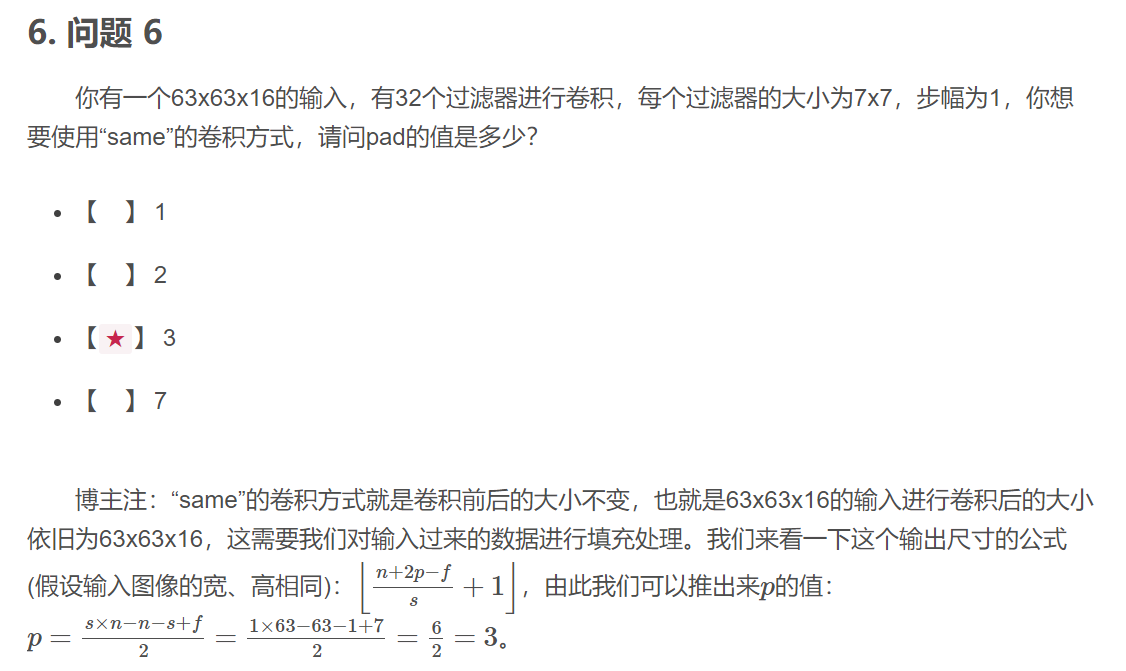 6. 问题 6
你有一个63x63x16的输入，有32个过滤器进行卷积，每个过滤器的大小为7x7，步幅为1，你想
要使用“same”的卷积方式，请问pad的值是多少？
• 【 】 1
• 【 】 2
• 【★】 3
• 【 】 7
博主注：“same”的卷积方式就是卷积前后的大小不变，也就是63x63x16的输入进行卷积后的大小
依旧为63x63x16，这需要我们对输入过来的数据进行填充处理。我们来看一下这个输出尺寸的公式
(假设输入图像的宽、高相同)：⌊(n+2p−f)/s + 1⌋，由此我们可以推出来p的值：
p = (s×n−n−s+f)/2 = (1×63−63−1+7)/2 = 6/2 = 3。